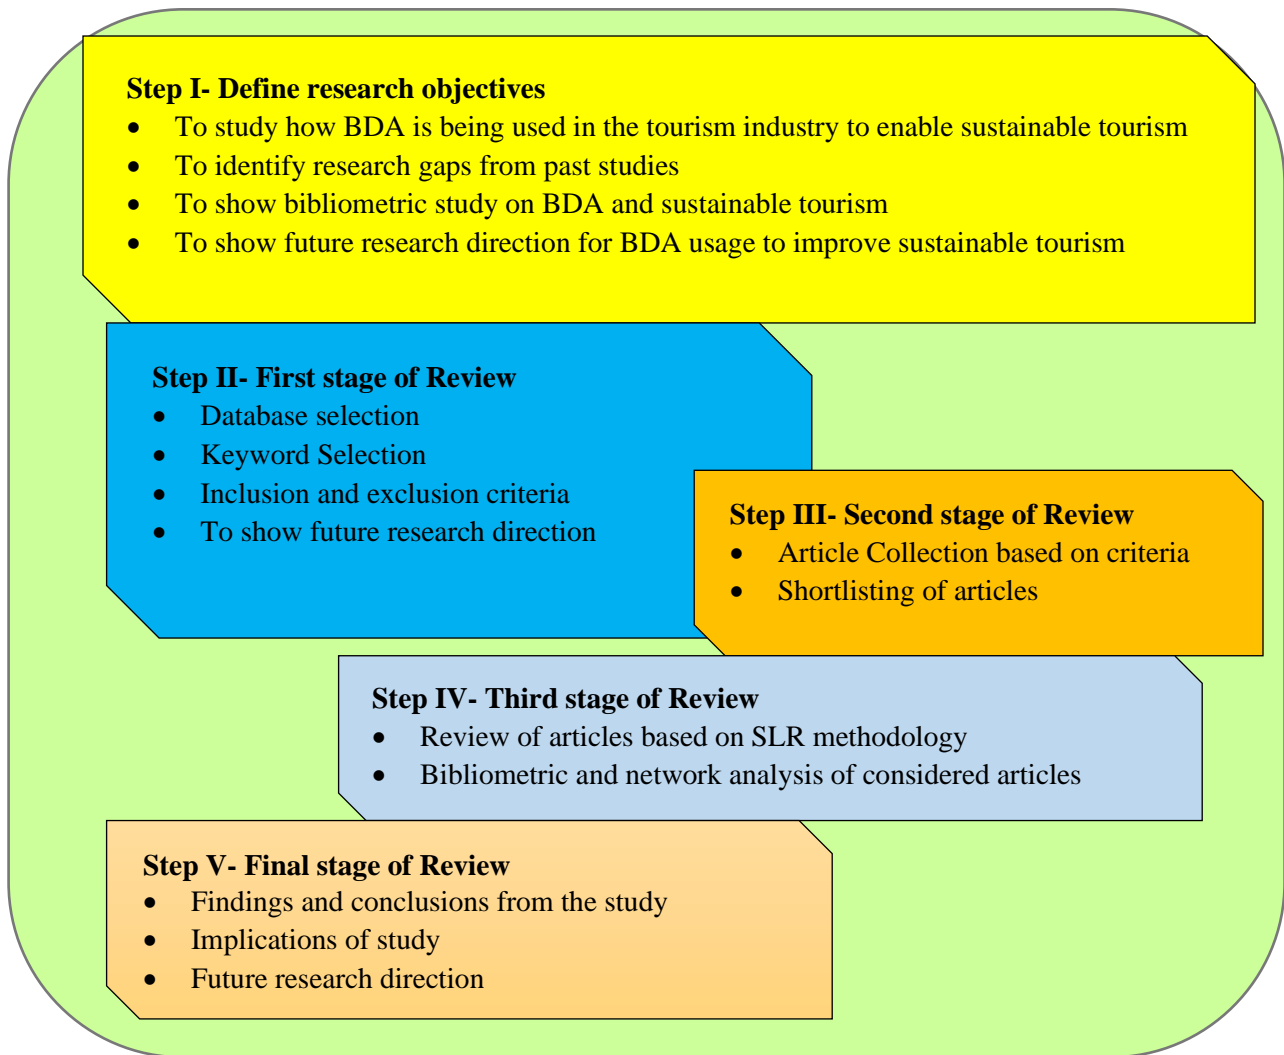 Step I- Define research objectives
• To study how BDA is being used in the tourism industry to enable sustainable tourism
• To identify research gaps from past studies
• To show bibliometric study on BDA and sustainable tourism
• To show future research direction for BDA usage to improve sustainable tourism
Step II- First stage of Review
• Database selection
• Keyword Selection
• Inclusion and exclusion criteria
• To show future research direction
Step III- Second stage of Review
• Article Collection based on criteria
• Shortlisting of articles
Step IV- Third stage of Review
• Review of articles based on SLR methodology
• Bibliometric and network analysis of considered articles
Step V- Final stage of Review
• Findings and conclusions from the study
• Implications of study
• Future research direction